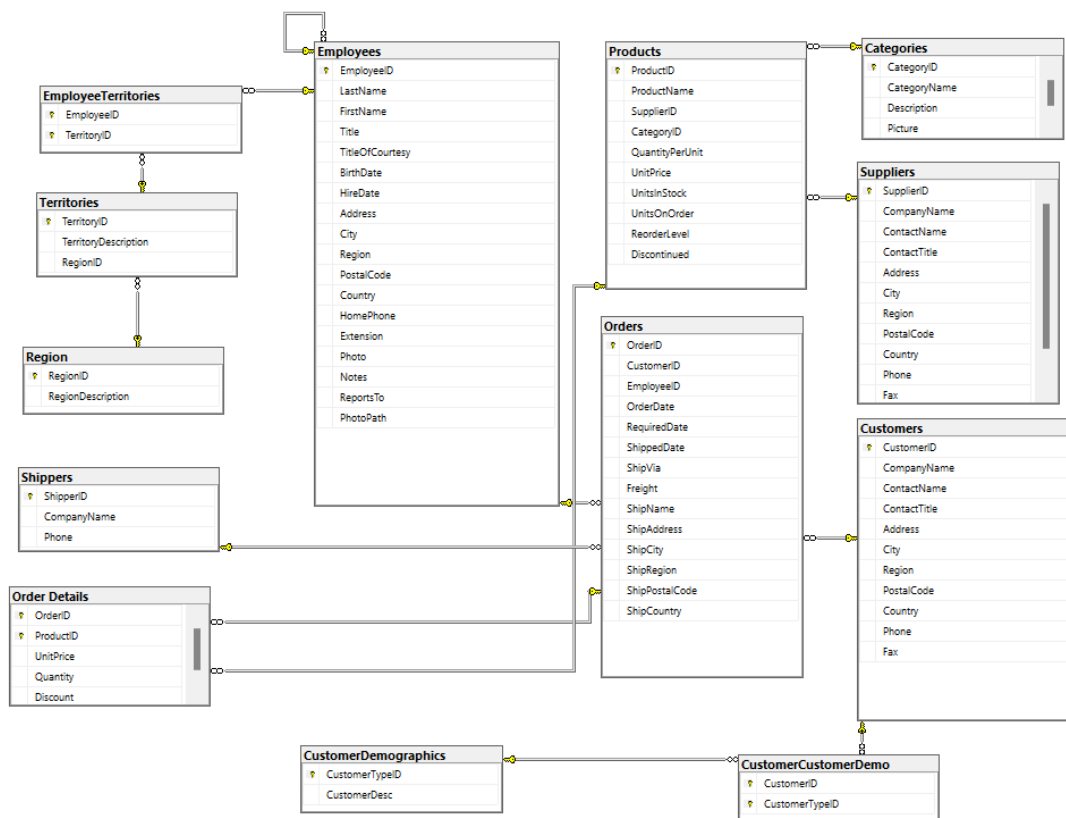 Employees
EmployeeID
LastName
FirstName
Title
TitleOfCourtesy
BirthDate
HireDate
Address
City
Region
PostalCode
Country
HomePhone
Extension
Photo
Notes
ReportsTo
PhotoPath
Products
ProductID
ProductName
SupplierID
CategoryID
QuantityPerUnit
UnitPrice
UnitsInStock
UnitsOnOrder
ReorderLevel
Discontinued
Categories
CategoryID
CategoryName
Description
Picture
EmployeeTerritories
EmployeeID
TerritoryID
Suppliers
SupplierID
CompanyName
ContactName
ContactTitle
Address
City
Region
PostalCode
Country
Phone
Fax
Territories
TerritoryID
TerritoryDescription
RegionID
Orders
OrderID
CustomerID
EmployeeID
OrderDate
RequiredDate
ShippedDate
ShipVia
Freight
ShipName
ShipAddress
ShipCity
ShipRegion
ShipPostalCode
ShipCountry
Region
RegionID
RegionDescription
Customers
CustomerID
CompanyName
ContactName
ContactTitle
Address
City
Region
PostalCode
Country
Phone
Fax
Shippers
ShipperID
CompanyName
Phone
Order Details
OrderID
ProductID
UnitPrice
Quantity
Discount
CustomerDemographics
CustomerTypeID
CustomerDesc
CustomerCustomerDemo
CustomerID
CustomerTypeID